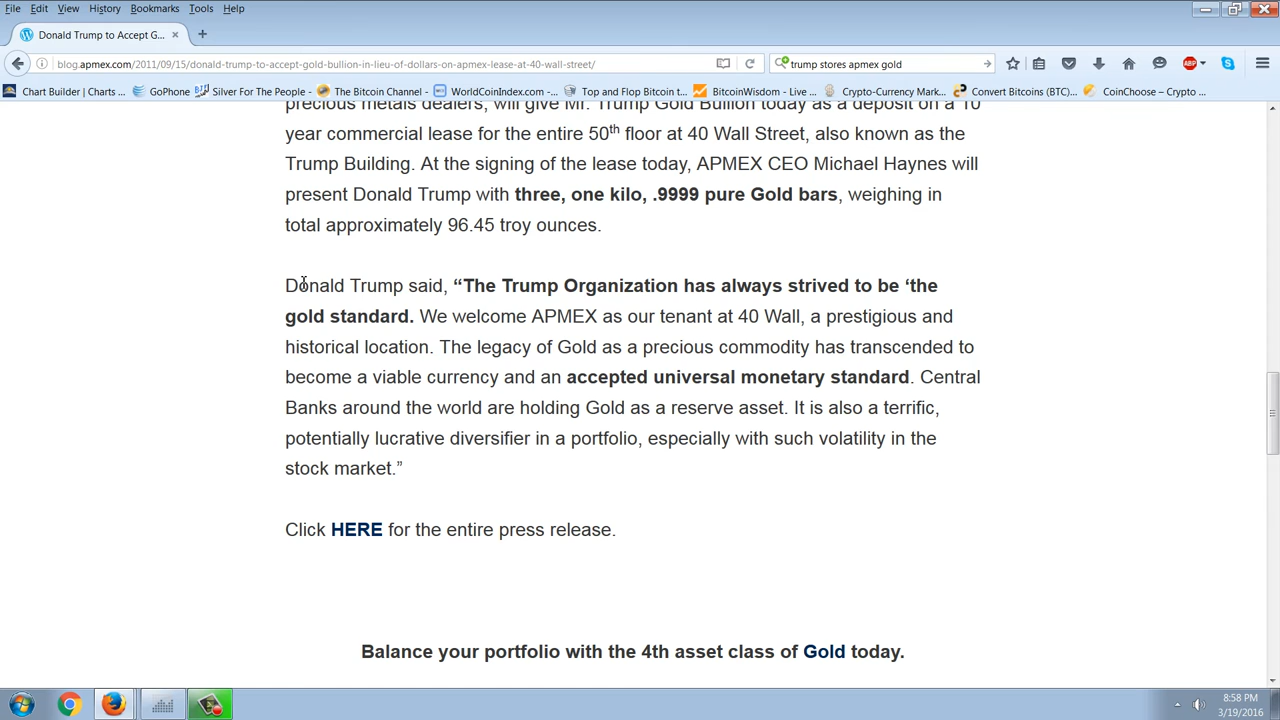 File Edit View History Bookmarks Tools Help
Donald Trump to Accept G... × +
blog.apmex.com/2011/09/15/donald-trump-to-accept-gold-bullion-in-lieu-of-dollars-on-apmex-lease-at-40-wall-street/ trump stores apmex gold
Chart Builder | Charts ... GoPhone Silver For The People - The Bitcoin Channel - WorldCoinIndex.com -... Top and Flop Bitcoin t... BitcoinWisdom - Live ... Crypto-Currency Mark... Convert Bitcoins (BTC)... CoinChoose – Crypto ...
precious metals dealers, will give Mr. Trump Gold Bullion today as a deposit on a 10
year commercial lease for the entire 50th floor at 40 Wall Street, also known as the
Trump Building. At the signing of the lease today, APMEX CEO Michael Haynes will
present Donald Trump with three, one kilo, .9999 pure Gold bars, weighing in
total approximately 96.45 troy ounces.
Donald Trump said, “The Trump Organization has always strived to be ‘the
gold standard. We welcome APMEX as our tenant at 40 Wall, a prestigious and
historical location. The legacy of Gold as a precious commodity has transcended to
become a viable currency and an accepted universal monetary standard. Central
Banks around the world are holding Gold as a reserve asset. It is also a terrific,
potentially lucrative diversifier in a portfolio, especially with such volatility in the
stock market.”
Click HERE for the entire press release.
Balance your portfolio with the 4th asset class of Gold today.
8:58 PM
3/19/2016